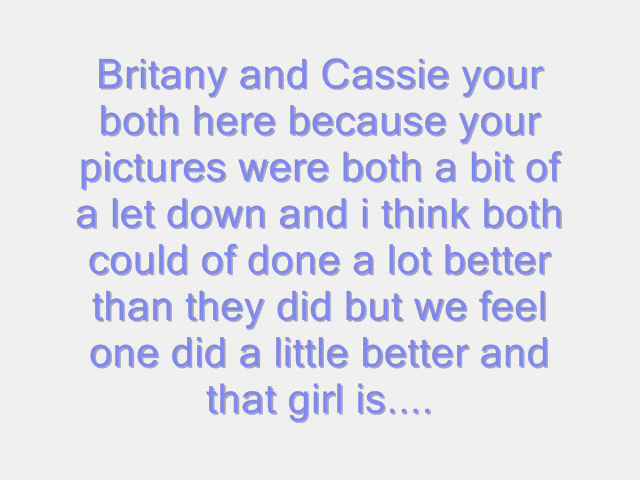 Britany and Cassie your
both here because your
pictures were both a bit of
a let down and i think both
could of done a lot better
than they did but we feel
one did a little better and
that girl is....